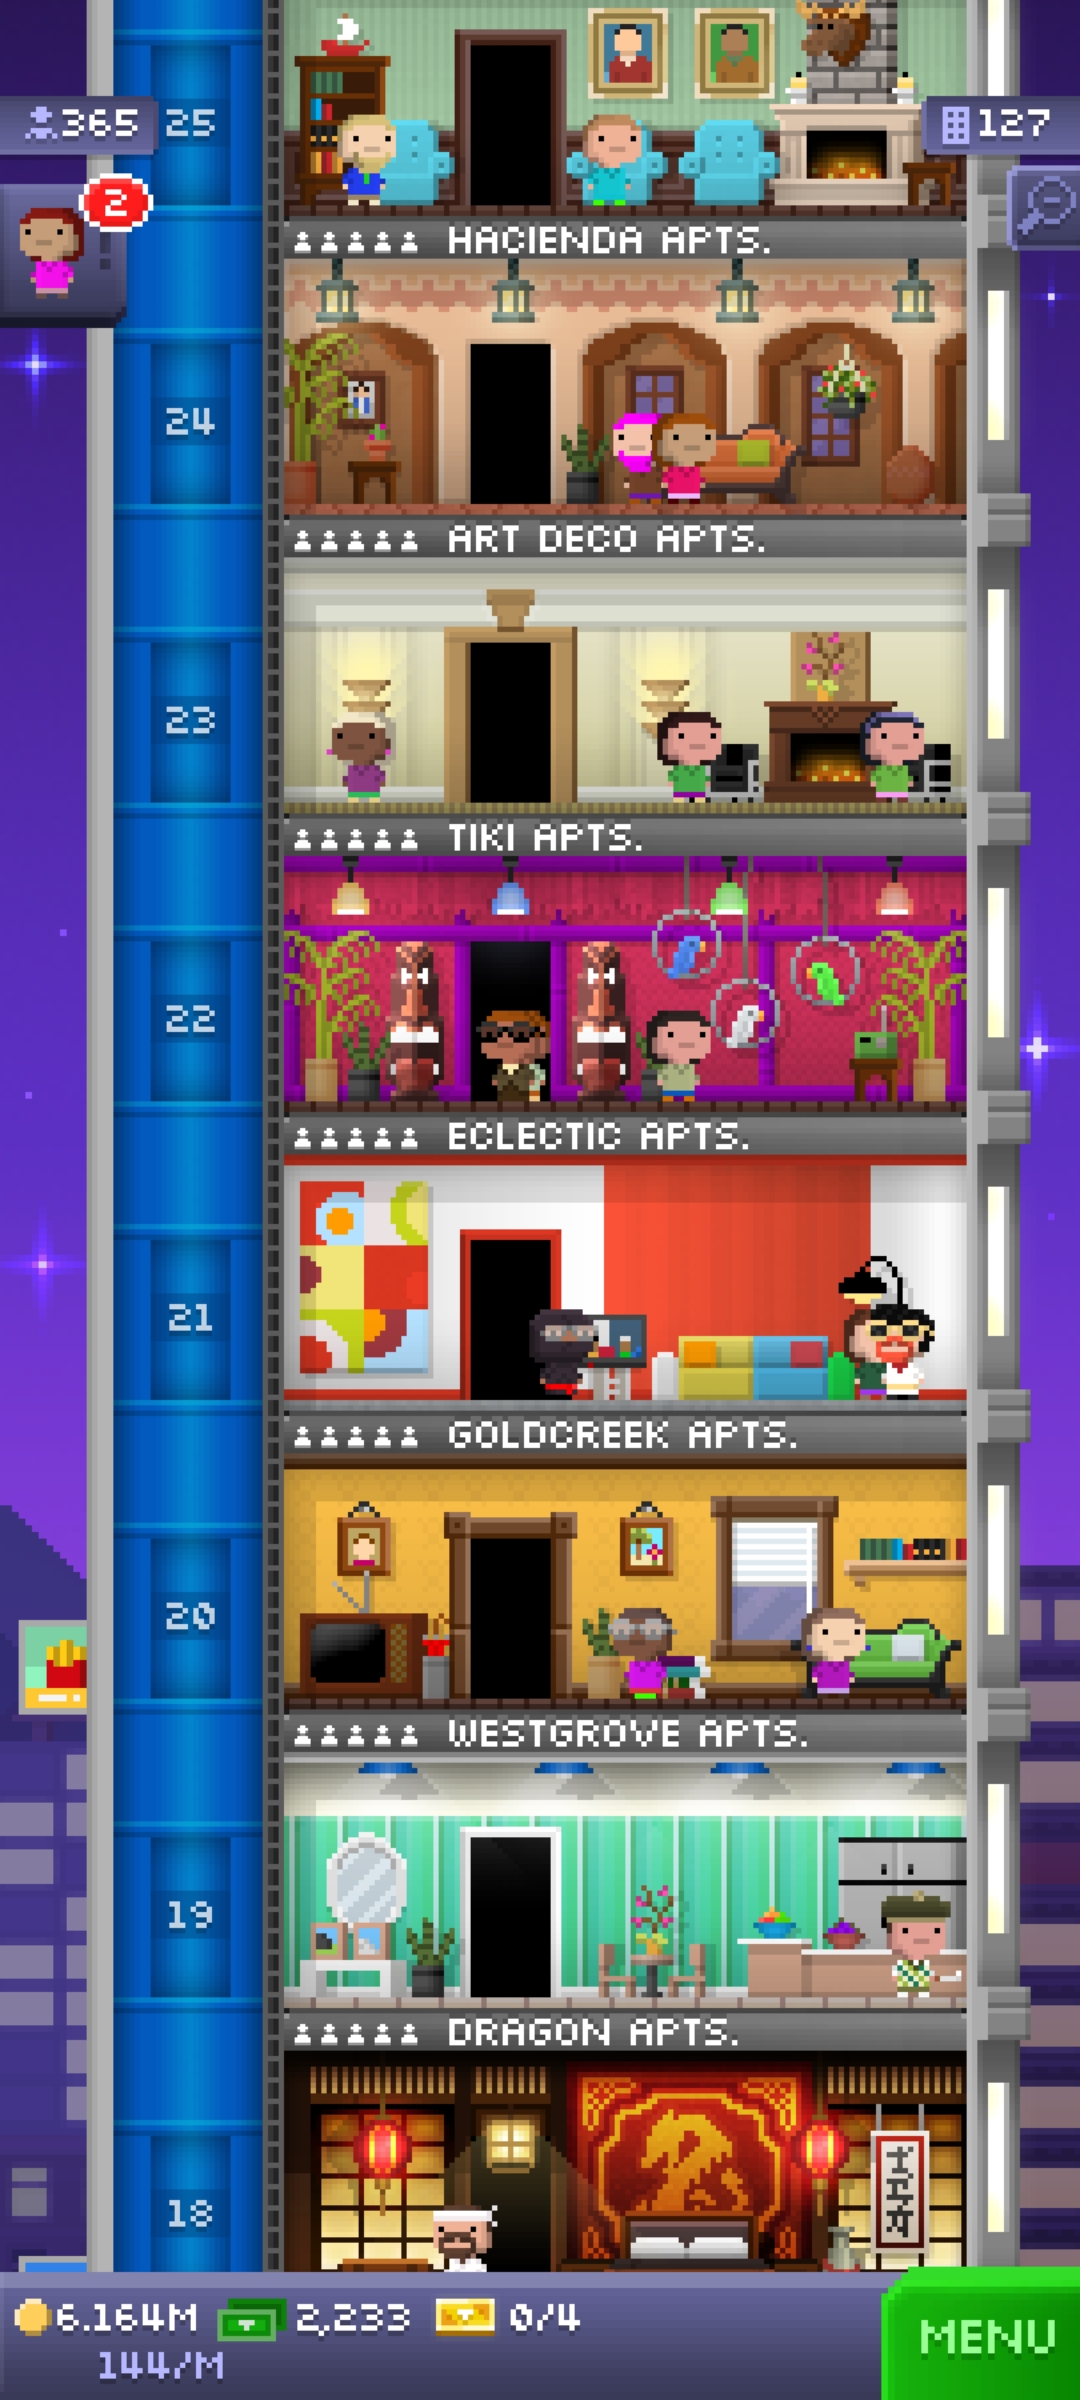 365
25
127
2
HACIENDA APTS.
24
ART DECO APTS.
23
TIKI APTS.
22
ECLECTIC APTS.
21
GOLDCREEK APTS.
20
WESTGROVE APTS.
19
DRAGON APTS.
18
6.164M
2,233
0/4
144/M
MENU